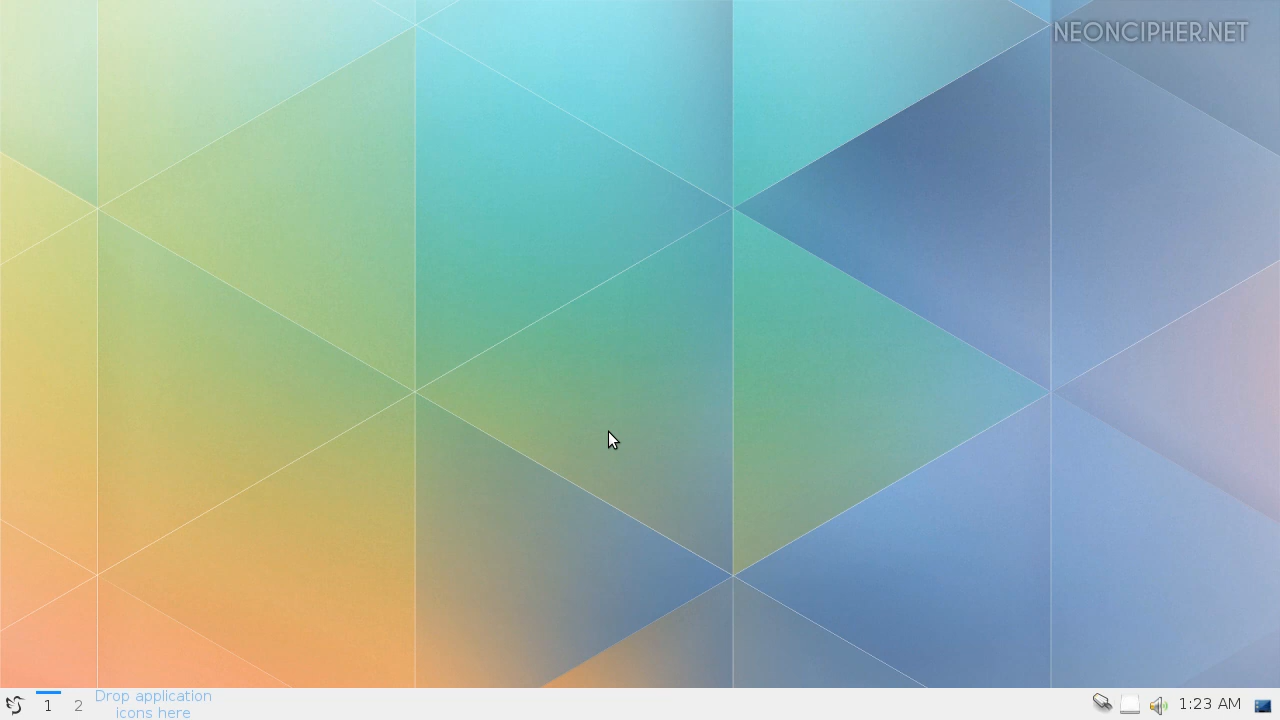 NEONCIPHER.NET
1
2
Drop application
icons here
1:23 AM